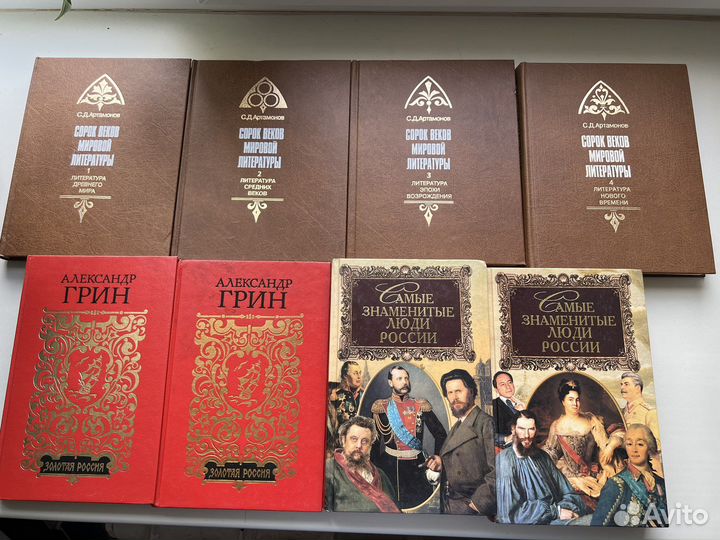 С.Д.Артамонов
СОРОК ВЕКОВ
МИРОВОЙ
ЛИТЕРАТУРЫ
1
ЛИТЕРАТУРА
ДРЕВНЕГО
МИРА
С.Д.Артамонов
СОРОК ВЕКОВ
МИРОВОЙ
ЛИТЕРАТУРЫ
2
ЛИТЕРАТУРА
СРЕДНИХ
ВЕКОВ
С.Д.Артамонов
СОРОК ВЕКОВ
МИРОВОЙ
ЛИТЕРАТУРЫ
3
ЛИТЕРАТУРА
ЭПОХИ
ВОЗРОЖДЕНИЯ
С.Д.Артамонов
СОРОК ВЕКОВ
МИРОВОЙ
ЛИТЕРАТУРЫ
4
ЛИТЕРАТУРА
НОВОГО
ВРЕМЕНИ
АЛЕКСАНДР
ГРИН
ЗОЛОТАЯ РОССИЯ
АЛЕКСАНДР
ГРИН
ЗОЛОТАЯ РОССИЯ
САМЫЕ
ЗНАМЕНИТЫЕ
ЛЮДИ
РОССИИ
САМЫЕ
ЗНАМЕНИТЫЕ
ЛЮДИ
РОССИИ
Avito